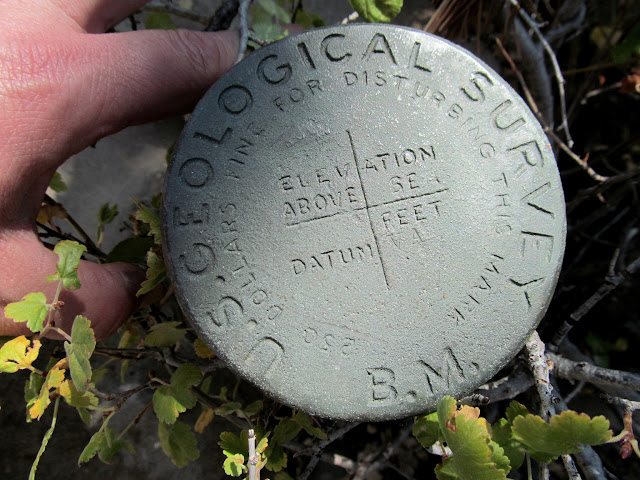 U.S. GEOLOGICAL SURVEY
250 DOLLARS FINE FOR DISTURBING THIS MARK
ELEVATION
ABOVE SEA
FEET
DATUM
B.M.